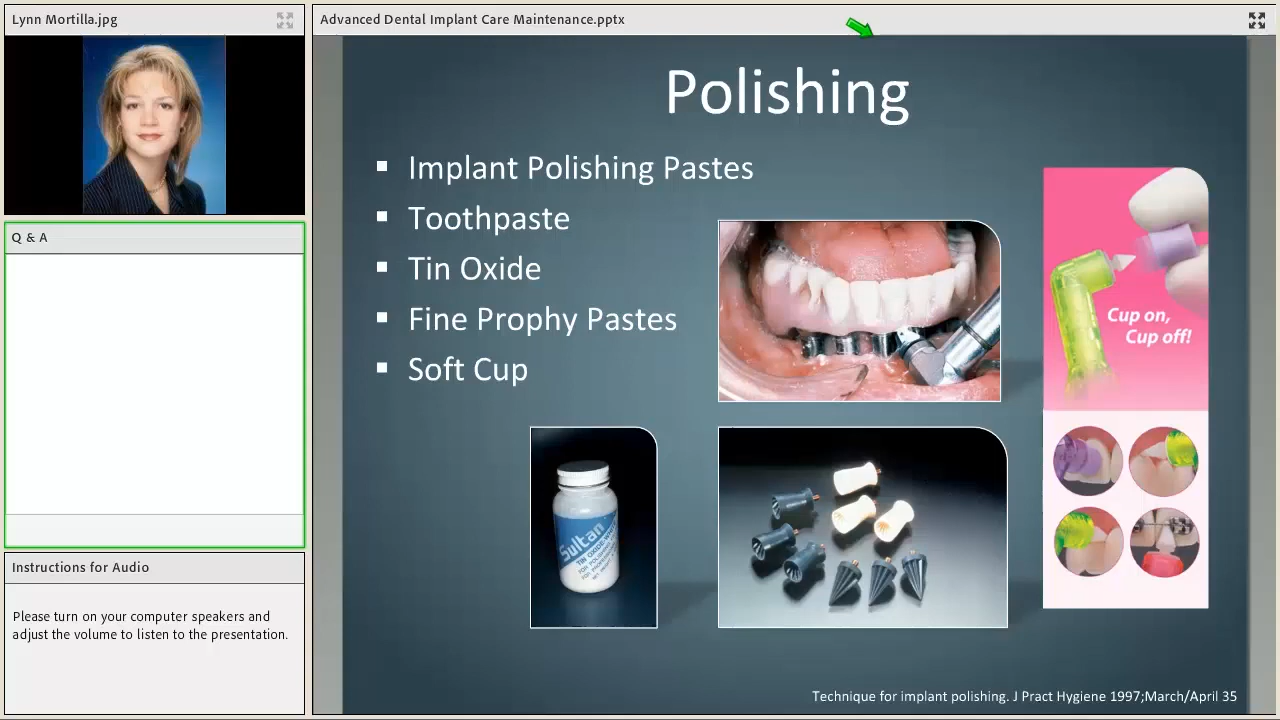 Lynn Mortilla.jpg
Advanced Dental Implant Care Maintenance.pptx
Q & A
Instructions for Audio
Please turn on your computer speakers and
adjust the volume to listen to the presentation.
Polishing
Implant Polishing Pastes
Toothpaste
Tin Oxide
Fine Prophy Pastes
Soft Cup
Cup on,
Cup off!
Sultan
TIN OXIDE
Technique for implant polishing. J Pract Hygiene 1997;March/April 35